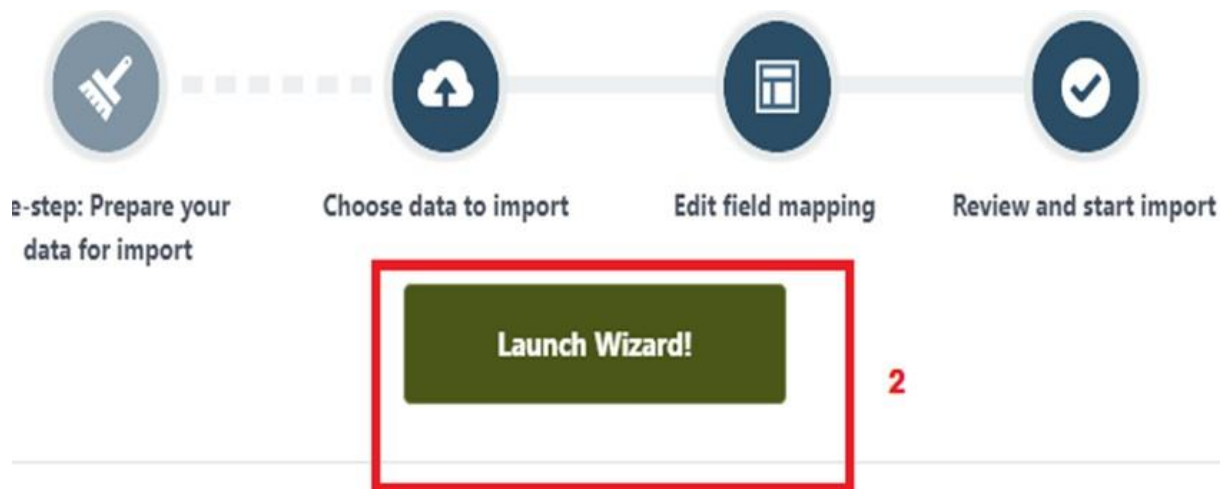 e-step: Prepare your
data for import
Choose data to import
Edit field mapping
Review and start import
Launch Wizard!
2